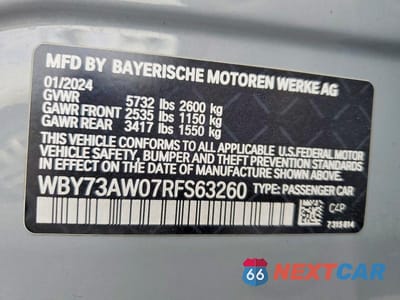 MFD BY BAYERISCHE MOTOREN WERKE AG
01/2024
GVWR 5732 lbs 2600 kg
GAWR FRONT 2535 lbs 1150 kg
GAWR REAR 3417 lbs 1550 kg
THIS VEHICLE CONFORMS TO ALL APPLICABLE U.S.FEDERAL MOTOR
VEHICLE SAFETY, BUMPER, AND THEFT PREVENTION STANDARDS
IN EFFECT ON THE DATE OF MANUFACTURE SHOWN ABOVE.
WBY73AW07RFS63260 TYPE: PASSENGER CAR
C4P
7315814
66 NEXTCAR